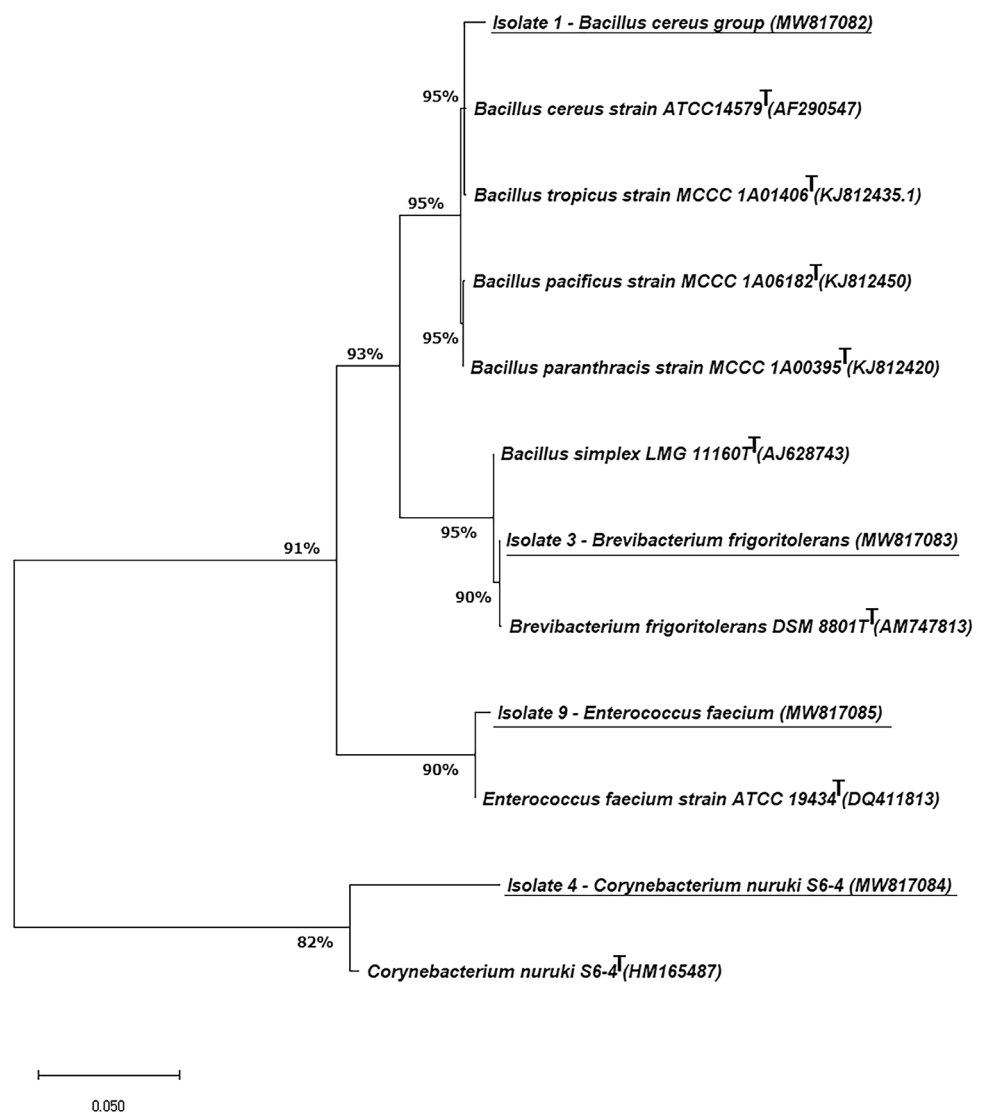 Isolate 1 - Bacillus cereus group (MW817082)
95%
Bacillus cereus strain ATCC14579T(AF290547)
Bacillus tropicus strain MCCC 1A01406T(KJ812435.1)
95%
Bacillus pacificus strain MCCC 1A06182T(KJ812450)
95%
93%
Bacillus paranthracis strain MCCC 1A00395T(KJ812420)
Bacillus simplex LMG 11160TT(AJ628743)
95%
Isolate 3 - Brevibacterium frigoritolerans (MW817083)
91%
90%
Brevibacterium frigoritolerans DSM 8801TT(AM747813)
Isolate 9 - Enterococcus faecium (MW817085)
90%
Enterococcus faecium strain ATCC 19434T(DQ411813)
Isolate 4 - Corynebacterium nuruki S6-4 (MW817084)
82%
Corynebacterium nuruki S6-4T(HM165487)
0.050